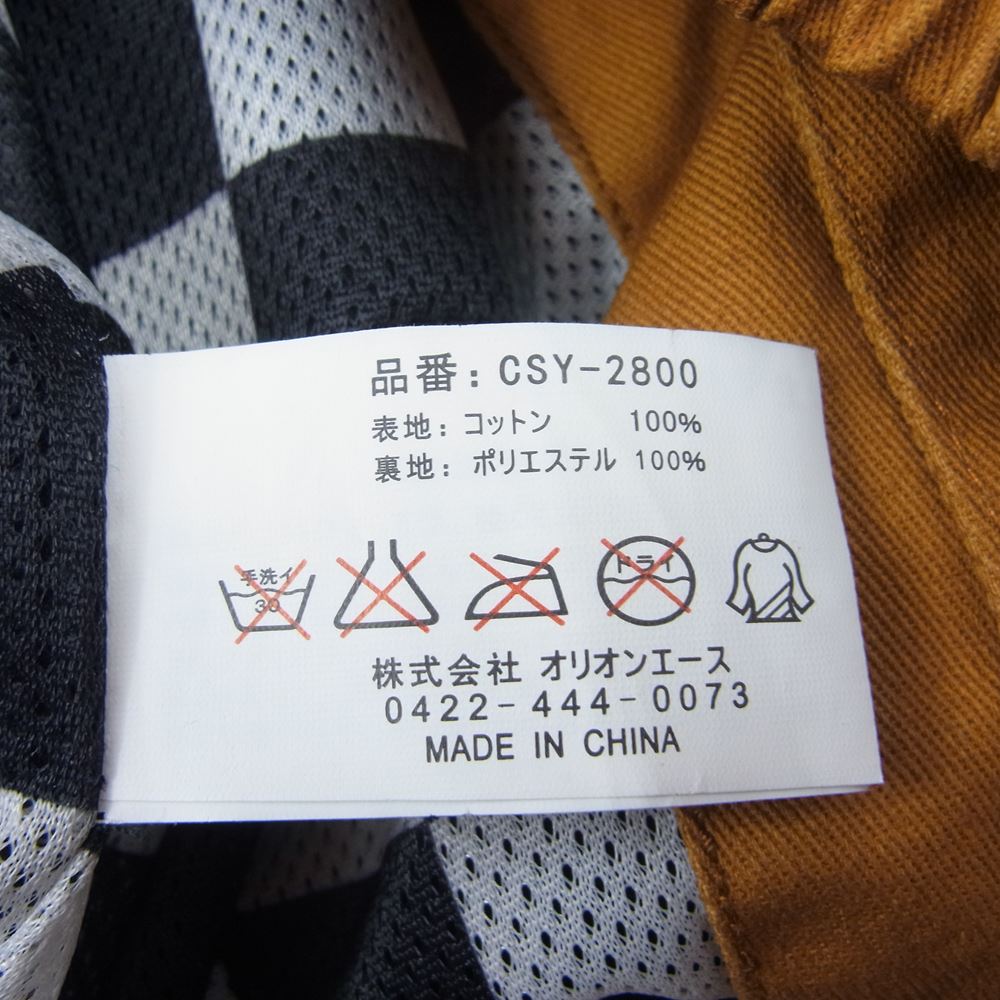 品番: CSY-2800
表地: コットン 100%
裏地: ポリエステル 100%
手洗イ
30
ドライ
株式会社 オリオンエース
0422-444-0073
MADE IN CHINA